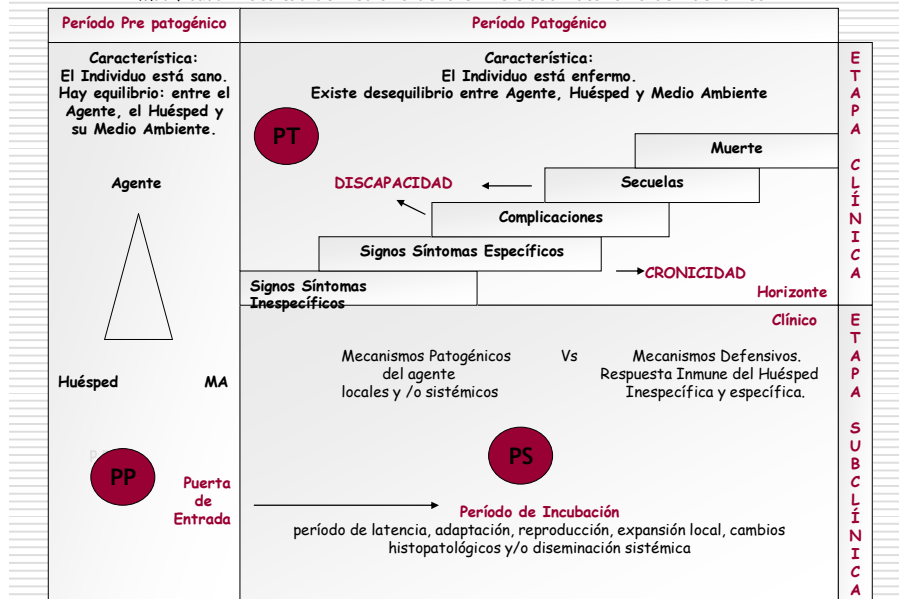 Período Pre patogénico
Período Patogénico
Característica:
El Individuo está sano.
Hay equilibrio: entre el
Agente, el Huésped y
su Medio Ambiente.
Característica:
El Individuo está enfermo.
Existe desequilibrio entre Agente, Huésped y Medio Ambiente
PT
Muerte
Agente
DISCAPACIDAD
Secuelas
Complicaciones
Signos Síntomas Específicos
CRONICIDAD
Signos Síntomas
Inespecíficos
Horizonte
Clínico
ETAPA CLÍNICA
Mecanismos Patogénicos
del agente
locales y /o sistémicos
Vs
Mecanismos Defensivos.
Respuesta Inmune del Huésped
Inespecífica y específica.
Huésped
MA
PP
PS
Puerta
de
Entrada
Período de Incubación
período de latencia, adaptación, reproducción, expansión local, cambios
histopatológicos y/o diseminación sistémica
ETAPA SUBCLÍNICA